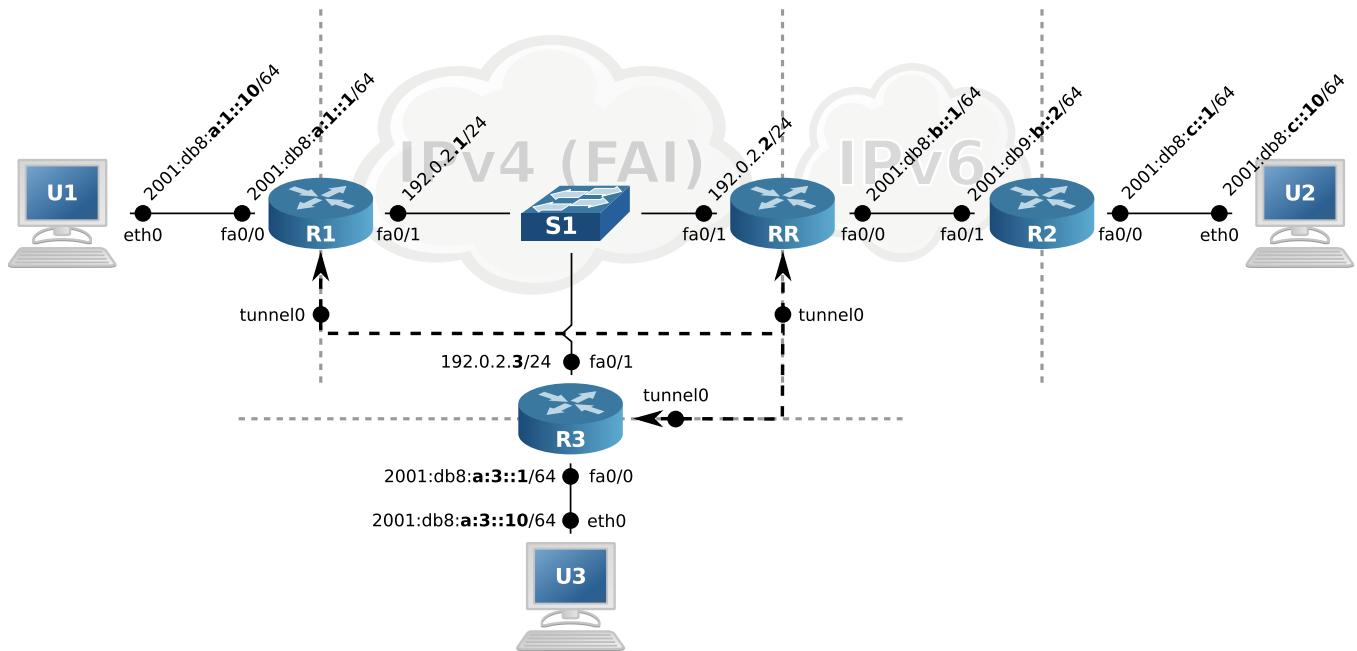 2001:db8:a:1::10/64
2001:db8:a:1::1/64
192.0.2.1/24
192.0.2.2/24
2001:db8:b::1/64
2001:db9:b::2/64
2001:db8:c::1/64
2001:db8:c::10/64
IPv4 (FAI)
IPv6
U1
R1
S1
RR
R2
U2
eth0
fa0/0
fa0/1
fa0/1
fa0/0
fa0/1
fa0/0
eth0
tunnel0
tunnel0
192.0.2.3/24
fa0/1
tunnel0
R3
2001:db8:a:3::1/64
fa0/0
2001:db8:a:3::10/64
eth0
U3